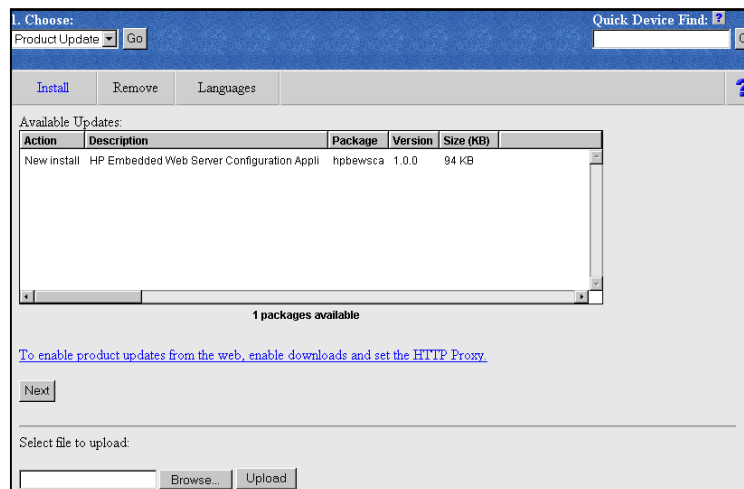 1. Choose:
Quick Device Find: ?
Product Update Go
Install Remove Languages ?
Available Updates:
Action Description Package Version Size (KB)
New install HP Embedded Web Server Configuration Appli hpbewsca 1.0.0 94 KB
1 packages available
To enable product updates from the web, enable downloads and set the HTTP Proxy.
Next
Select file to upload:
Browse... Upload